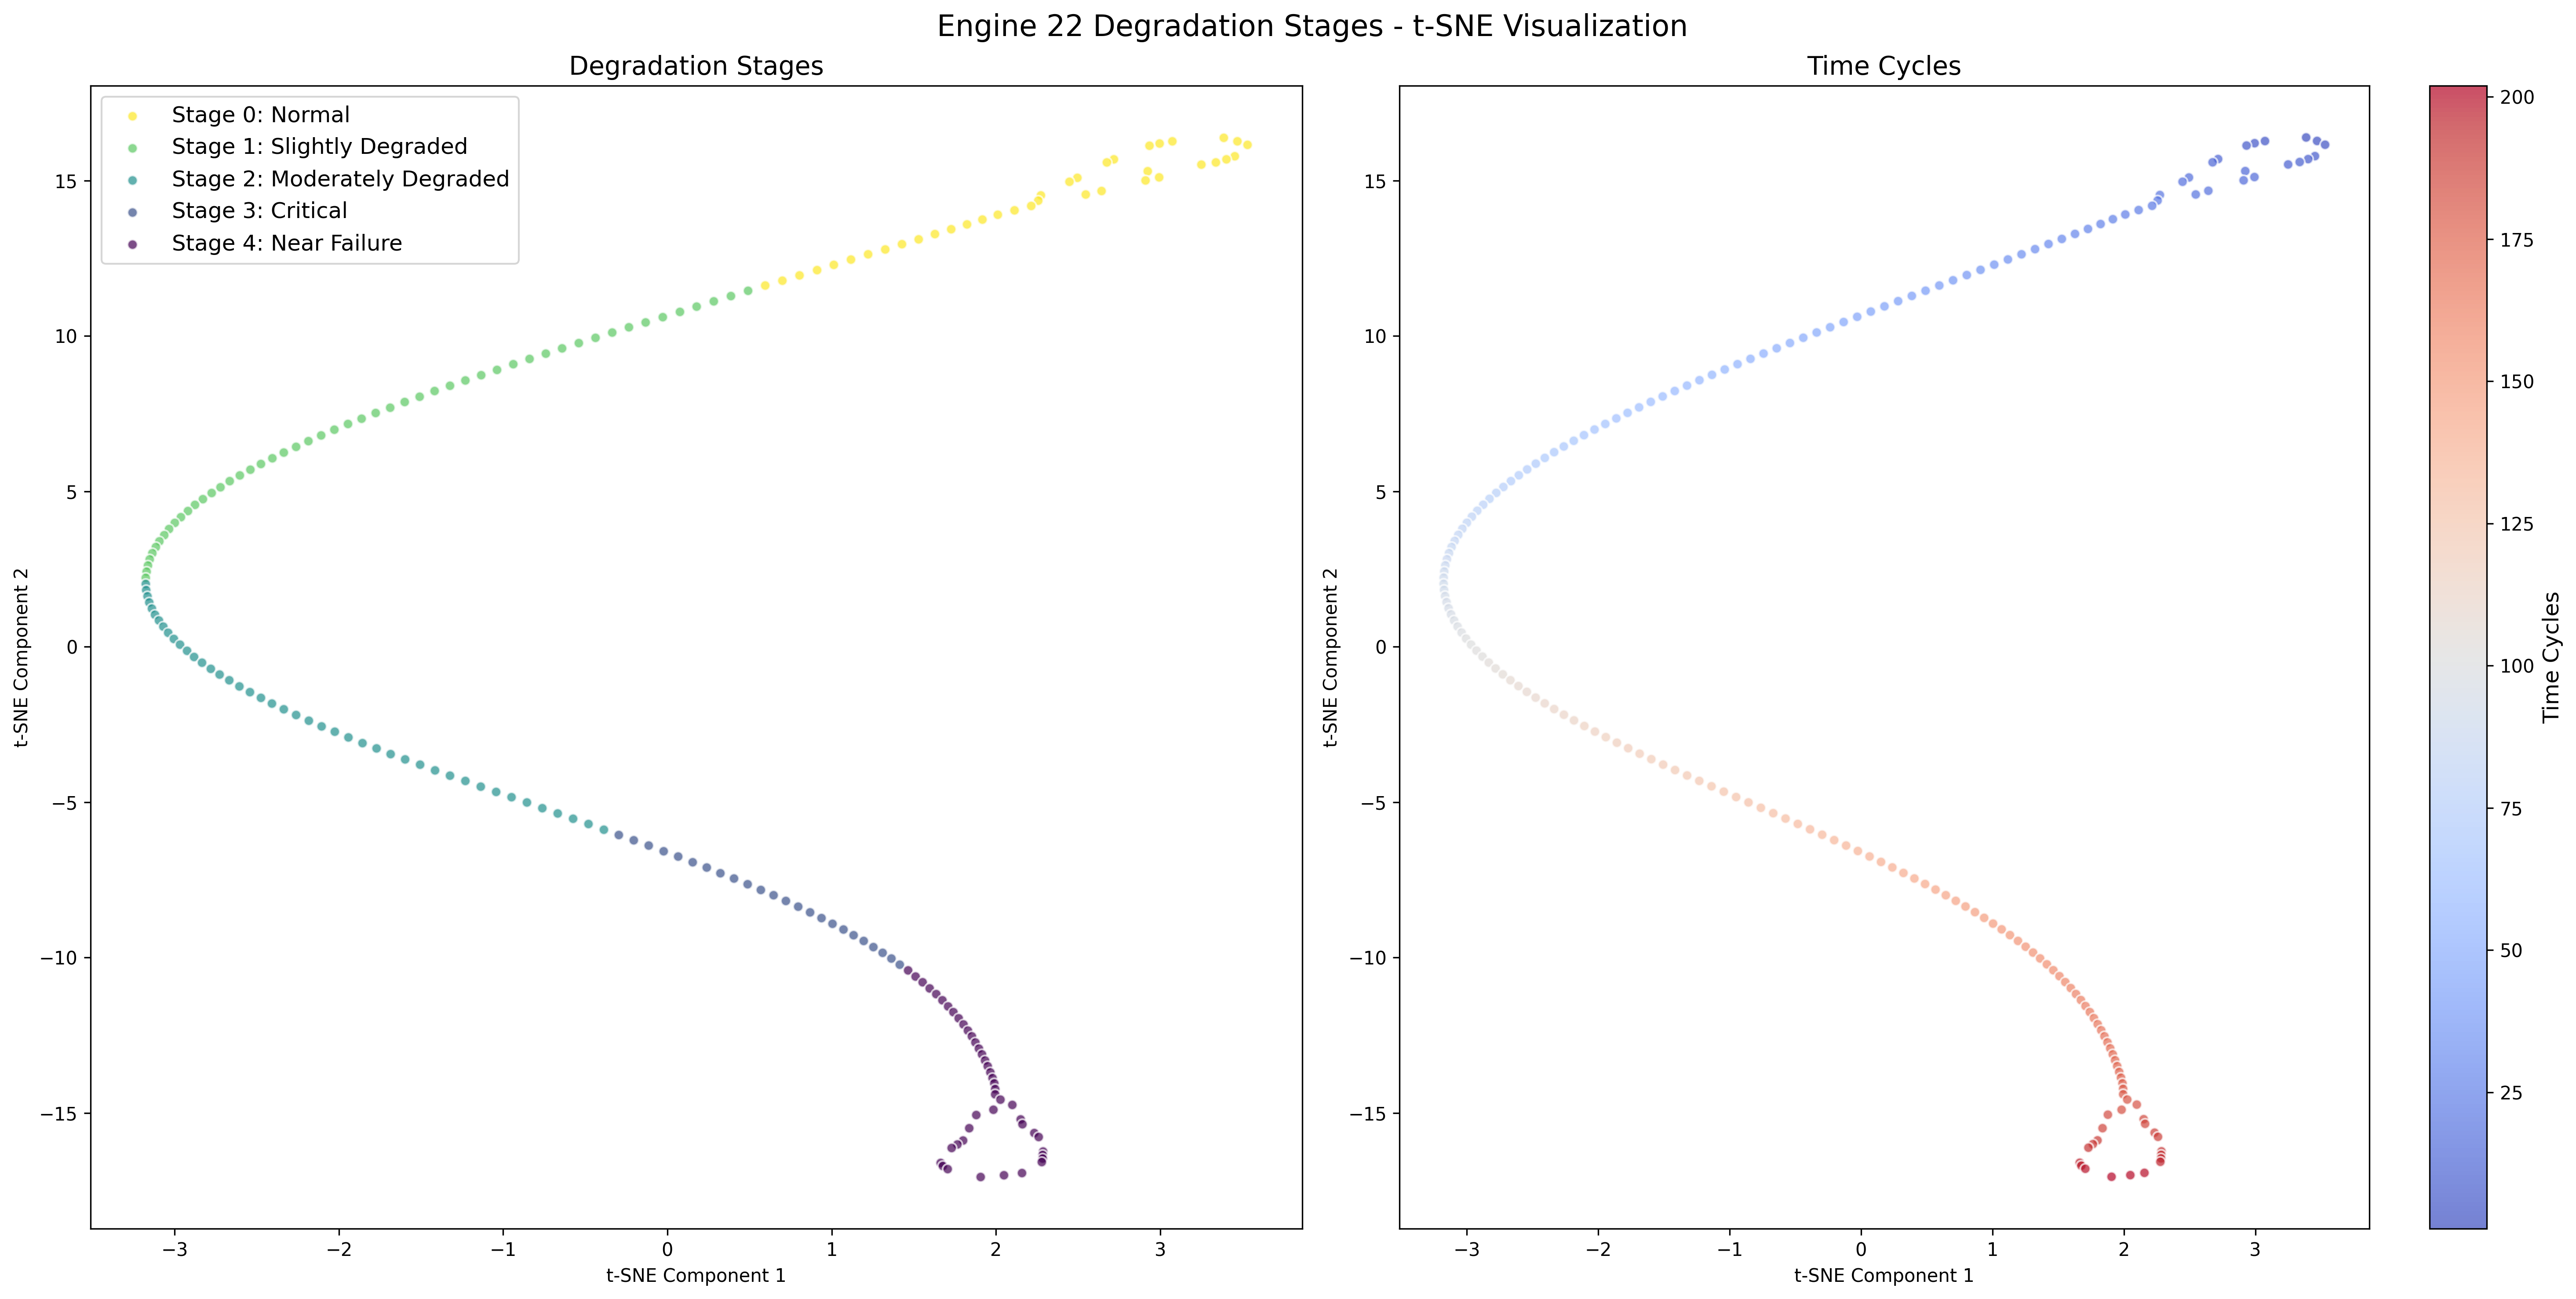 Engine 22 Degradation Stages - t-SNE Visualization
Degradation Stages
Stage 0: Normal
Stage 1: Slightly Degraded
Stage 2: Moderately Degraded
Stage 3: Critical
Stage 4: Near Failure
15
10
5
0
−5
−10
−15
t-SNE Component 2
−3
−2
−1
0
1
2
3
t-SNE Component 1
Time Cycles
15
10
5
0
−5
−10
−15
t-SNE Component 2
−3
−2
−1
0
1
2
3
t-SNE Component 1
200
175
150
125
100
75
50
25
Time Cycles